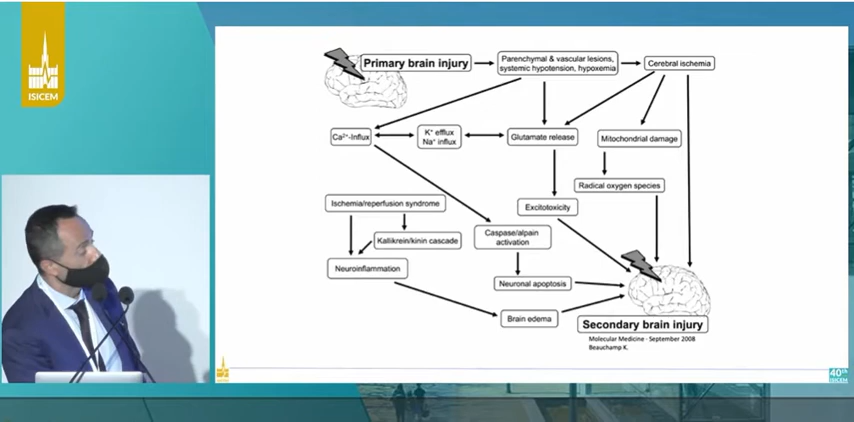 ISICEM
Primary brain injury
Parenchymal & vascular lesions,
systemic hypotension, hypoxemia
Cerebral ischemia
Ca²⁺-Influx
K⁺ efflux
Na⁺ influx
Glutamate release
Mitochondrial damage
Radical oxygen species
Ischemia/reperfusion syndrome
Excitotoxicity
Kallikrein/kinin cascade
Caspase/alpain
activation
Neuroinflammation
Neuronal apoptosis
Brain edema
Secondary brain injury
Molecular Medicine - September 2008
Beauchamp K.
40th
ISICEM